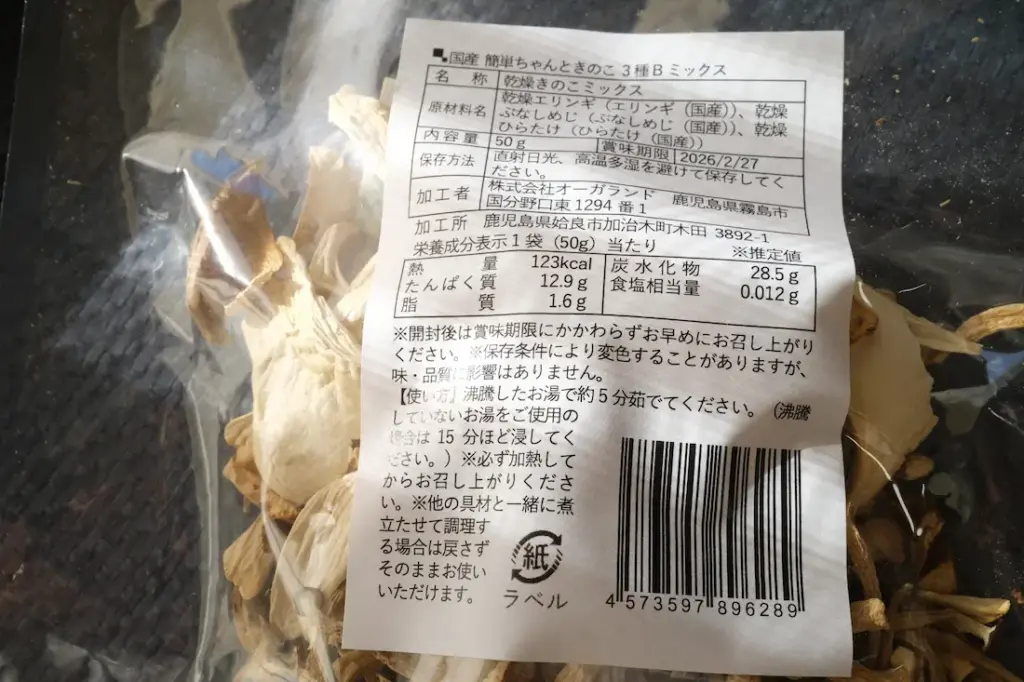 国産 簡単ちゃんときのこ3種Bミックス
名 称 乾燥きのこミックス
原材料名 乾燥エリンギ（エリンギ（国産））、乾燥
ぶなしめじ（ぶなしめじ（国産））、乾燥
ひらたけ（ひらたけ（国産））
内容量 50g 賞味期限 2026/2/27
保存方法 直射日光、高温多湿を避けて保存してく
ださい。
加工者 株式会社オーガランド 鹿児島県霧島市
国分野口東1294番1
加工所 鹿児島県姶良市加治木町木田 3892-1
栄養成分表示1袋（50g）当たり ※推定値
熱量 123kcal 炭水化物 28.5g
たんぱく質 12.9g 食塩相当量 0.012g
脂質 1.6g
※開封後は賞味期限にかかわらずお早めにお召し上がり
ください。※保存条件により変色することがありますが、
味・品質に影響はありません。
【使い方】沸騰したお湯で約5分茹でてください。（沸騰
していないお湯をご使用の
場合は15分ほど浸してく
ださい。）※必ず加熱して
からお召し上がりくださ
い。※他の具材と一緒に煮
立たせて調理す
る場合は戻さず
そのままお使い
いただけます。
紙
ラベル
4 573597 896289